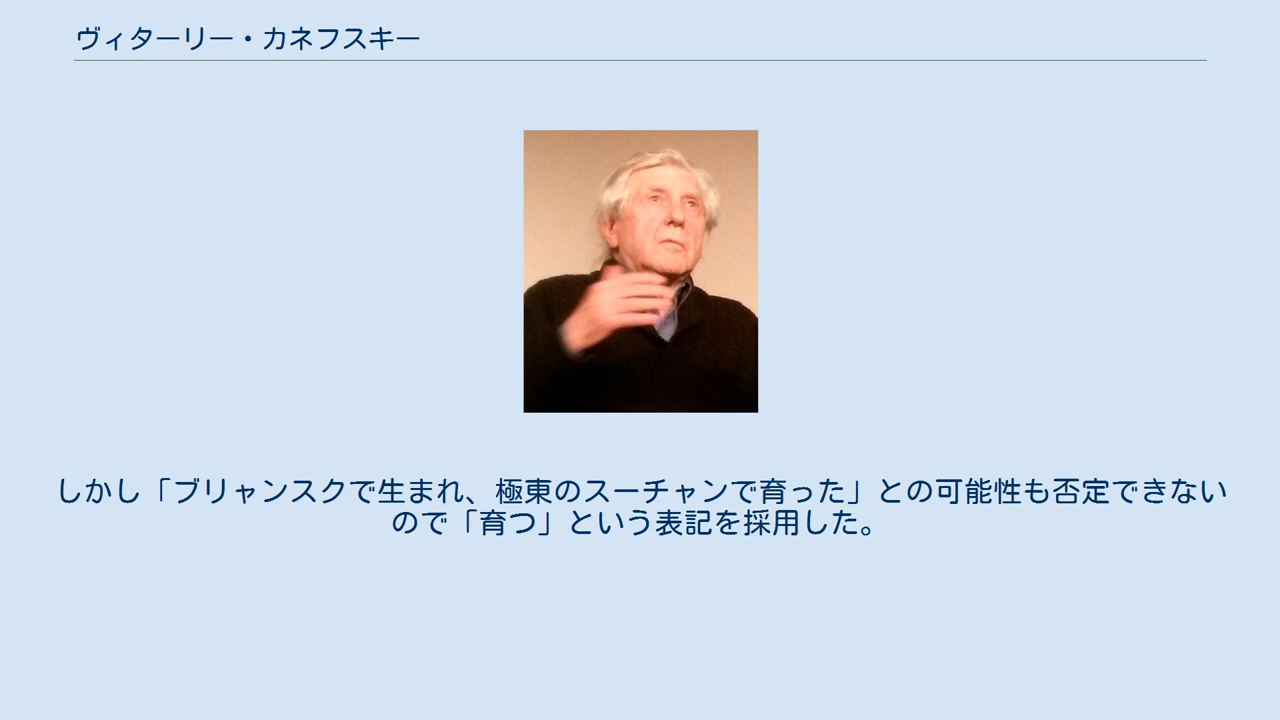 ヴィターリー・カネフスキー
しかし「ブリャンスクで生まれ、極東のスーチャンで育った」との可能性も否定できない
ので「育つ」という表記を採用した。